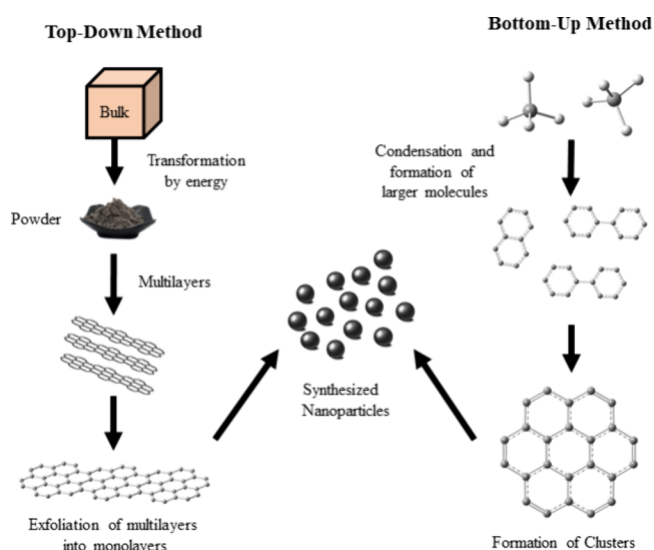 Top-Down Method
Bulk
Transformation
by energy
Powder
Multilayers
Exfoliation of multilayers
into monolayers
Synthesized
Nanoparticles
Bottom-Up Method
Condensation and
formation of
larger molecules
Formation of Clusters